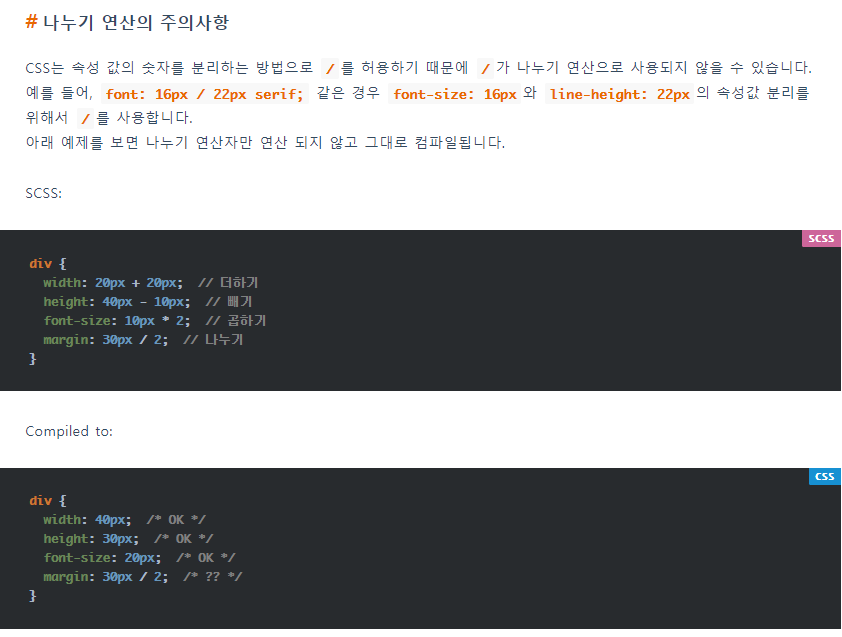 # 나누기 연산의 주의사항
CSS는 속성 값의 숫자를 분리하는 방법으로 / 를 허용하기 때문에 / 가 나누기 연산으로 사용되지 않을 수 있습니다.
예를 들어, font: 16px / 22px serif; 같은 경우 font-size: 16px 와 line-height: 22px 의 속성값 분리를
위해서 / 를 사용합니다.
아래 예제를 보면 나누기 연산자만 연산 되지 않고 그대로 컴파일됩니다.
SCSS:
SCSS
div {
  width: 20px + 20px;  // 더하기
  height: 40px - 10px;  // 빼기
  font-size: 10px * 2;  // 곱하기
  margin: 30px / 2;  // 나누기
}
Compiled to:
CSS
div {
  width: 40px;  /* OK */
  height: 30px;  /* OK */
  font-size: 20px;  /* OK */
  margin: 30px / 2;  /* ?? */
}